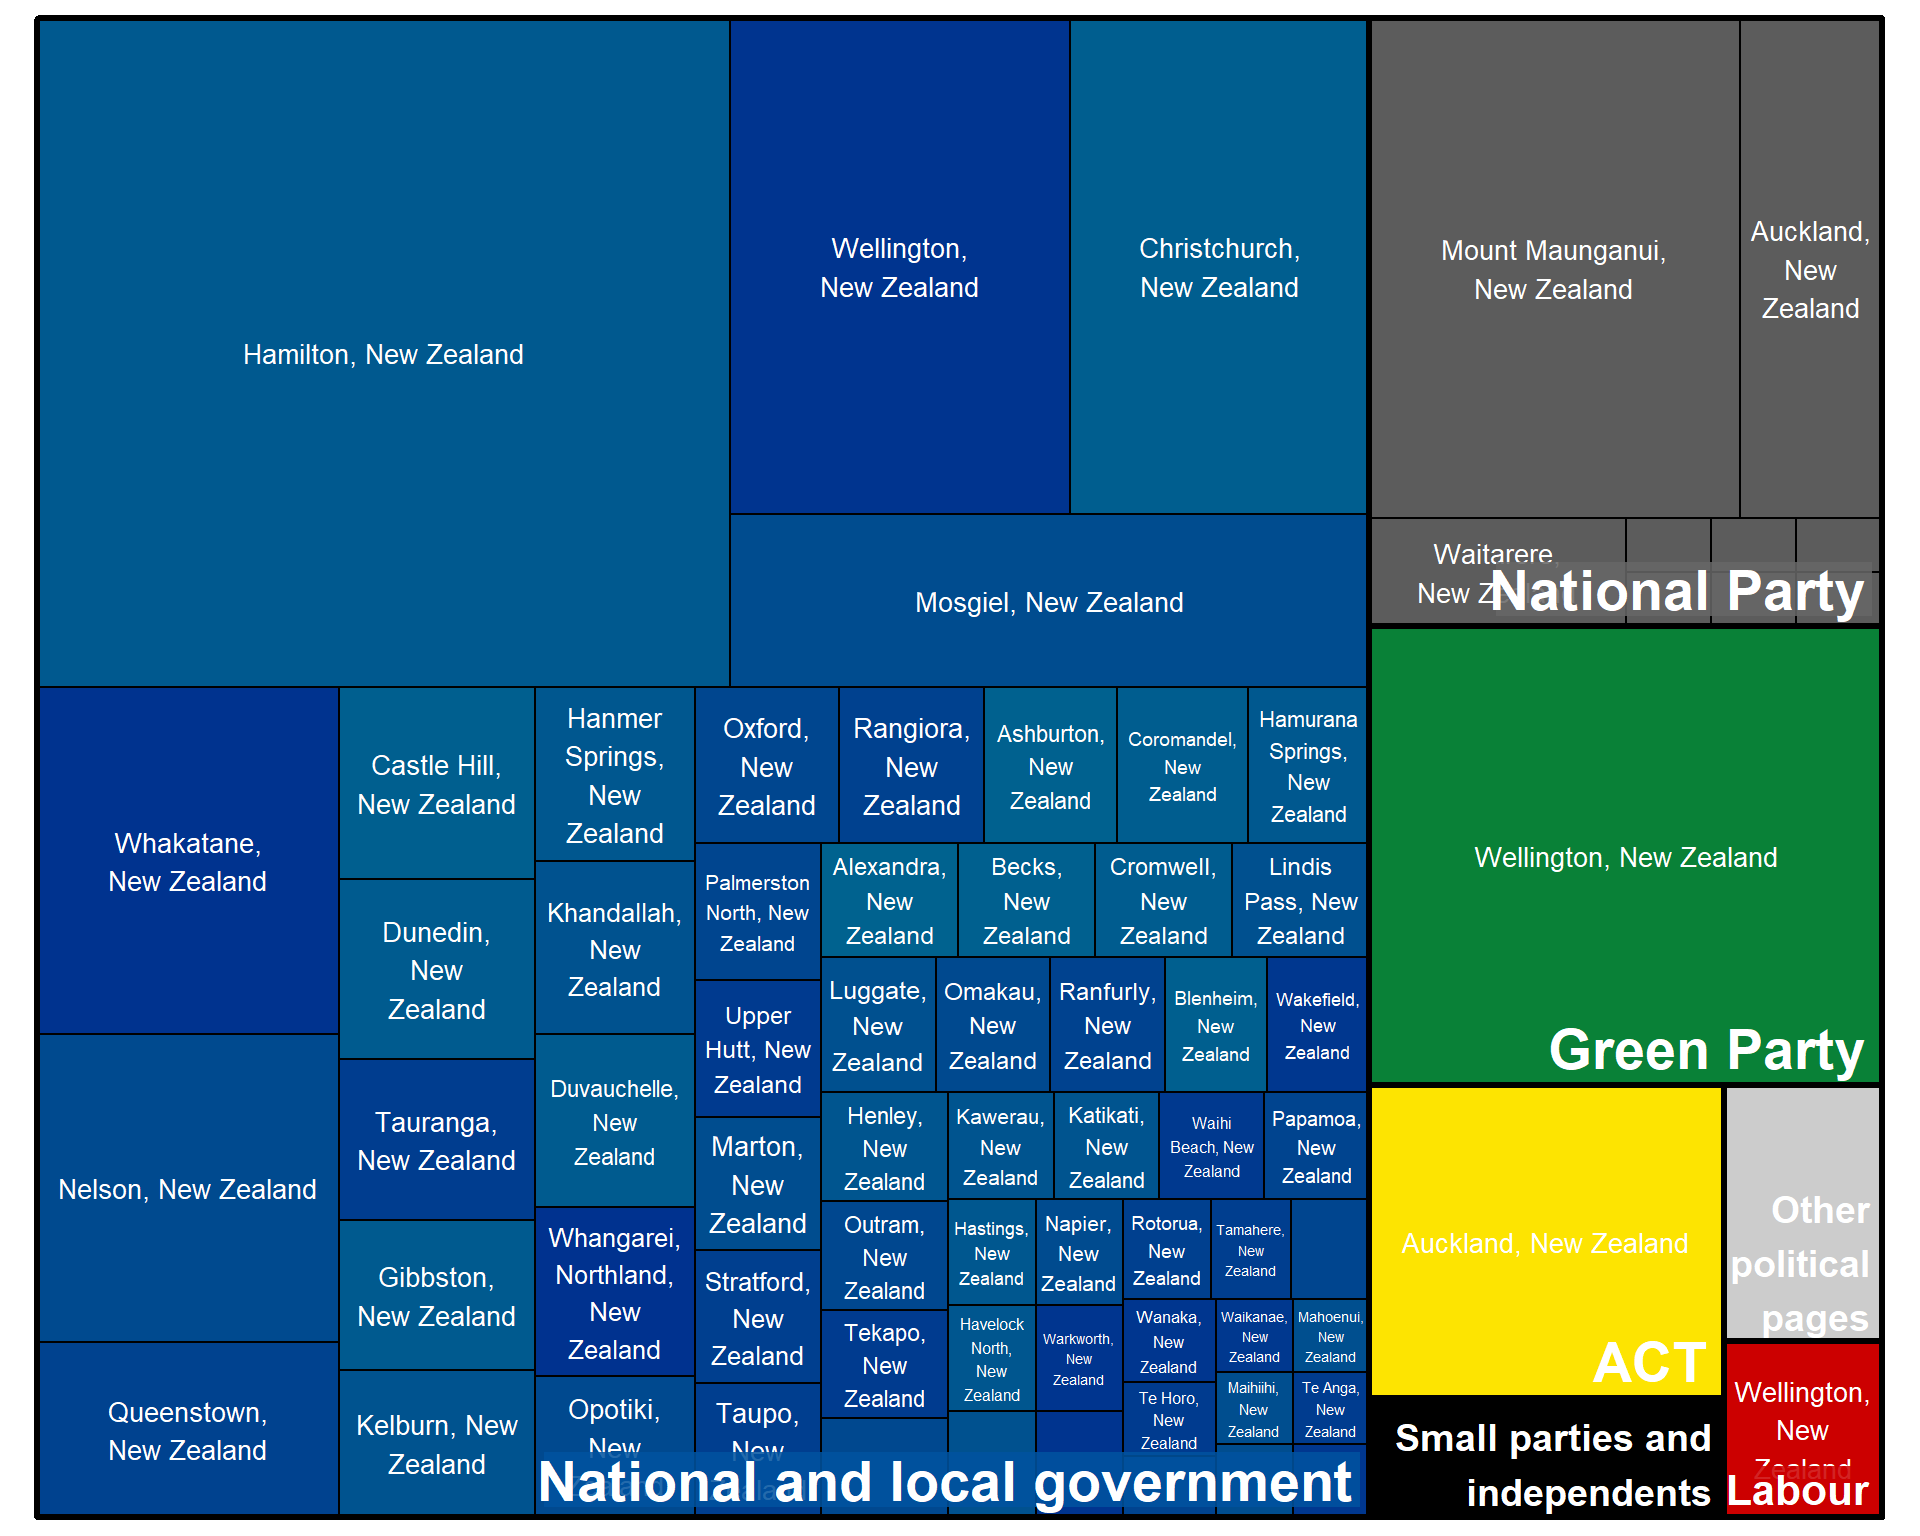 Hamilton, New Zealand
Wellington,
New Zealand
Christchurch,
New Zealand
Mosgiel, New Zealand
Mount Maunganui,
New Zealand
Auckland,
New
Zealand
Waitarere,
New
National Party
Whakatane,
New Zealand
Nelson, New Zealand
Queenstown,
New Zealand
Castle Hill,
New Zealand
Dunedin,
New
Zealand
Tauranga,
New Zealand
Gibbston,
New Zealand
Kelburn, New
Zealand
Hanmer
Springs,
New
Zealand
Khandallah,
New
Zealand
Duvauchelle,
New
Zealand
Whangarei,
Northland,
New
Zealand
Opotiki,
New
Oxford,
New
Zealand
Rangiora,
New
Zealand
Ashburton,
New
Zealand
Coromandel,
New
Zealand
Hamurana
Springs,
New
Zealand
Palmerston
North, New
Zealand
Upper
Hutt, New
Zealand
Marton,
New
Zealand
Stratford,
New
Zealand
Taupo,
New
Alexandra,
New
Zealand
Becks,
New
Zealand
Cromwell,
New
Zealand
Lindis
Pass, New
Zealand
Luggate,
New
Zealand
Omakau,
New
Zealand
Ranfurly,
New
Zealand
Blenheim,
New
Zealand
Wakefield,
New
Zealand
Henley,
New
Zealand
Kawerau,
New
Zealand
Katikati,
New
Zealand
Waihi
Beach, New
Zealand
Papamoa,
New
Zealand
Outram,
New
Zealand
Tekapo,
New
Zealand
Hastings,
New
Zealand
Napier,
New
Zealand
Rotorua,
New
Zealand
Tamahere,
New
Zealand
Havelock
North,
New
Zealand
Warkworth,
New
Zealand
Wanaka,
New
Zealand
Waikanae,
New
Zealand
Mahoenui,
New
Zealand
Te Horo,
New
Zealand
Maihiihi,
New
Zealand
Te Anga,
New
Zealand
National and local government
Wellington, New Zealand
Green Party
Auckland, New Zealand
ACT
Other
political
pages
Small parties and
independents
Wellington,
New
Zealand
Labour